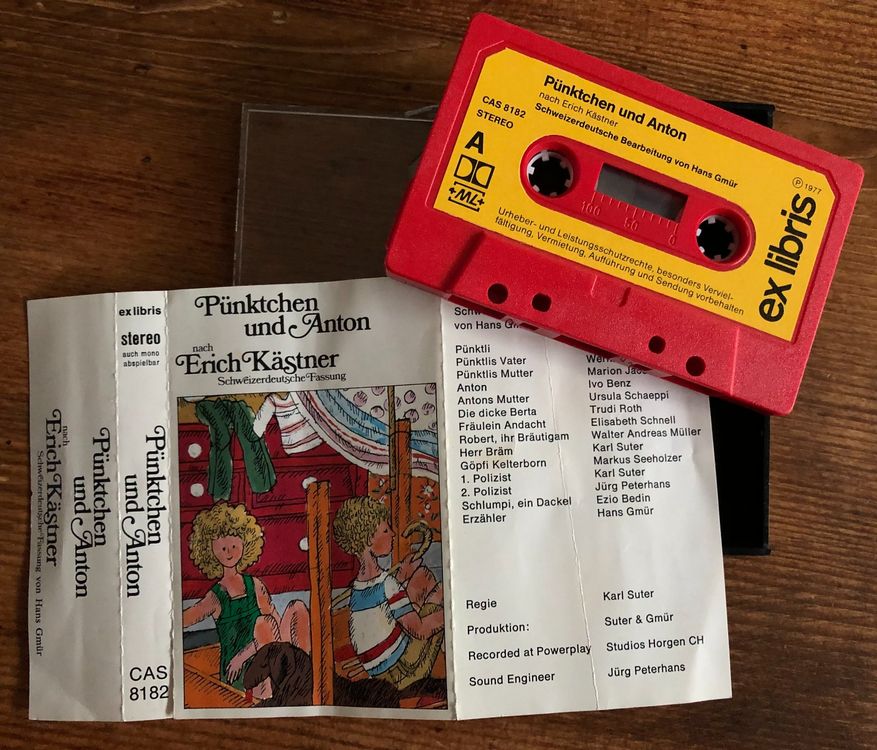 Pünktchen und Anton
nach Erich Kästner
Schweizerdeutsche Bearbeitung von Hans Gmür
CAS 8182
STEREO
A
100 50 0
Urheber- und Leistungsschutzrechte, besonders Verviel-
fältigung, Vermietung, Aufführung und Sendung vorbehalten
ex libris
Ⓟ 1977
Pünktchen
und Anton
nach
Erich Kästner
Schweizerdeutsche Fassung von Hans Gmür
ex libris
stereo
auch mono
abspielbar
Pünktchen
und Anton
CAS
8182
Pünktchen
und Anton
nach
Erich Kästner
Schweizerdeutsche Fassung
von Hans
Pünktli
Pünktlis Vater
Pünktlis Mutter Marion
Anton Ivo Benz
Antons Mutter Ursula Schaeppi
Die dicke Berta Trudi Roth
Fräulein Andacht Elisabeth Schnell
Robert, ihr Bräutigam Walter Andreas Müller
Herr Bräm Karl Suter
Göpfi Kelterborn Markus Seeholzer
1. Polizist Karl Suter
2. Polizist Jürg Peterhans
Schlumpi, ein Dackel Ezio Bedin
Erzähler Hans Gmür
Regie Karl Suter
Produktion: Suter & Gmür
Recorded at Powerplay Studios Horgen CH
Sound Engineer Jürg Peterhans